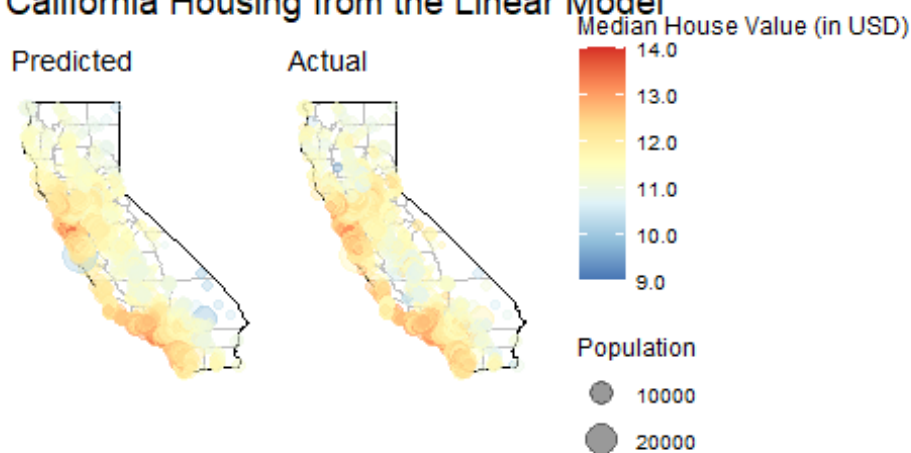 California Housing from the Linear Model
Predicted
Actual
Median House Value (in USD)
14.0
13.0
12.0
11.0
10.0
9.0
Population
10000
20000